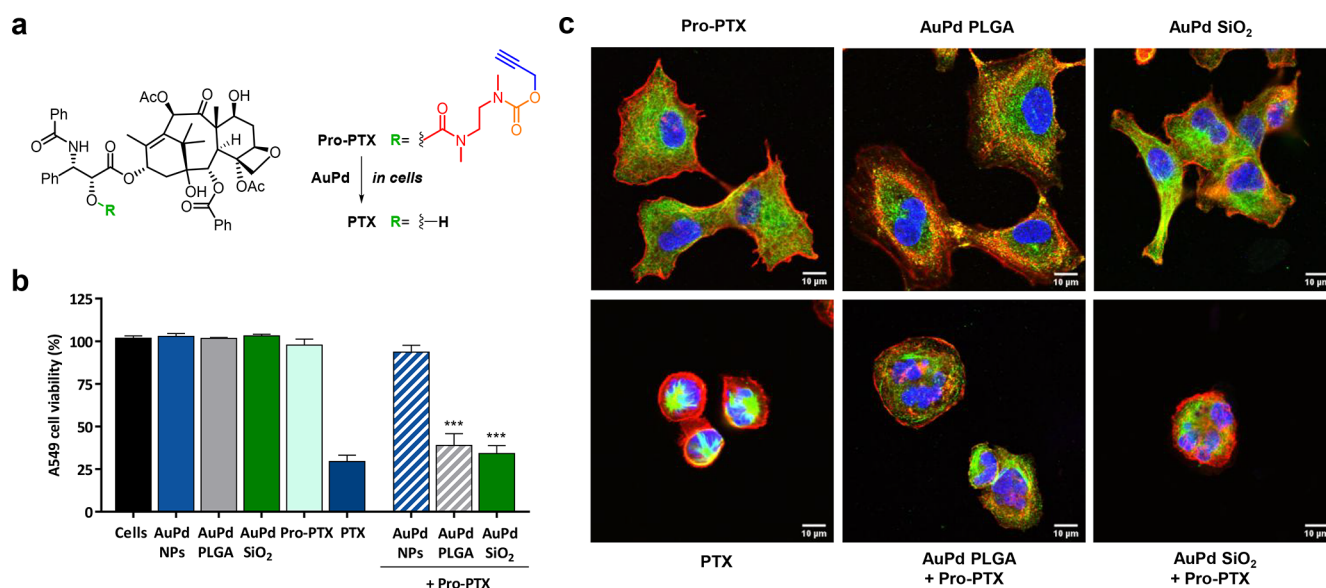 a
Ph
O
NH
Ph
O
O
R
O
AcO
O
OH
H
O
OH
O
OAc
O
Ph
Pro-PTX R= O N N O O
AuPd in cells
PTX R= H
b
A549 cell viability (%)
125
100
75
50
25
0
*** ***
Cells AuPd NPs AuPd PLGA AuPd SiO₂ Pro-PTX PTX AuPd NPs AuPd PLGA AuPd SiO₂
+ Pro-PTX
c
Pro-PTX AuPd PLGA AuPd SiO₂
10 µm 10 µm 10 µm
10 µm 10 µm 10 µm
PTX AuPd PLGA + Pro-PTX AuPd SiO₂ + Pro-PTX